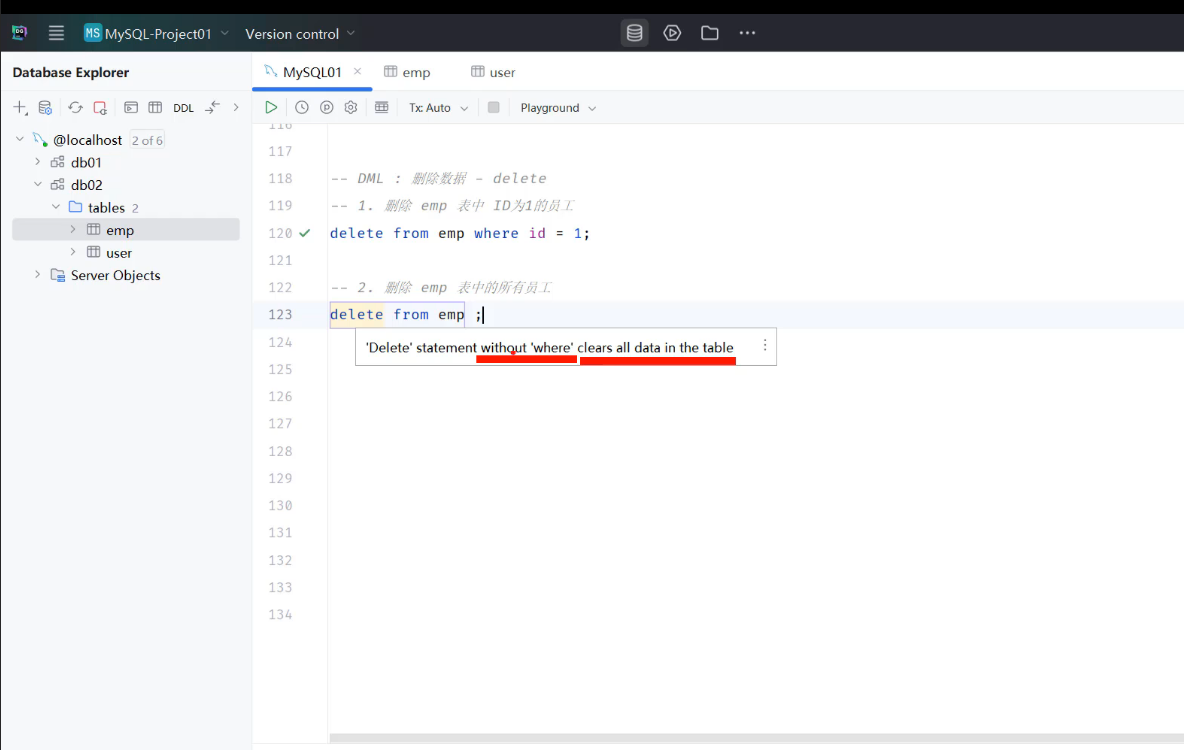 DG MS MySQL-Project01 Version control
Database Explorer
MySQL01 emp user
DDL
Tx: Auto Playground
@localhost 2 of 6
db01
db02
tables 2
emp
user
Server Objects
116
117
118 -- DML : 删除数据 - delete
119 -- 1. 删除 emp 表中 ID为1的员工
120 delete from emp where id = 1;
121
122 -- 2. 删除 emp 表中的所有员工
123 delete from emp ;
'Delete' statement without 'where' clears all data in the table
124
125
126
127
128
129
130
131
132
133
134